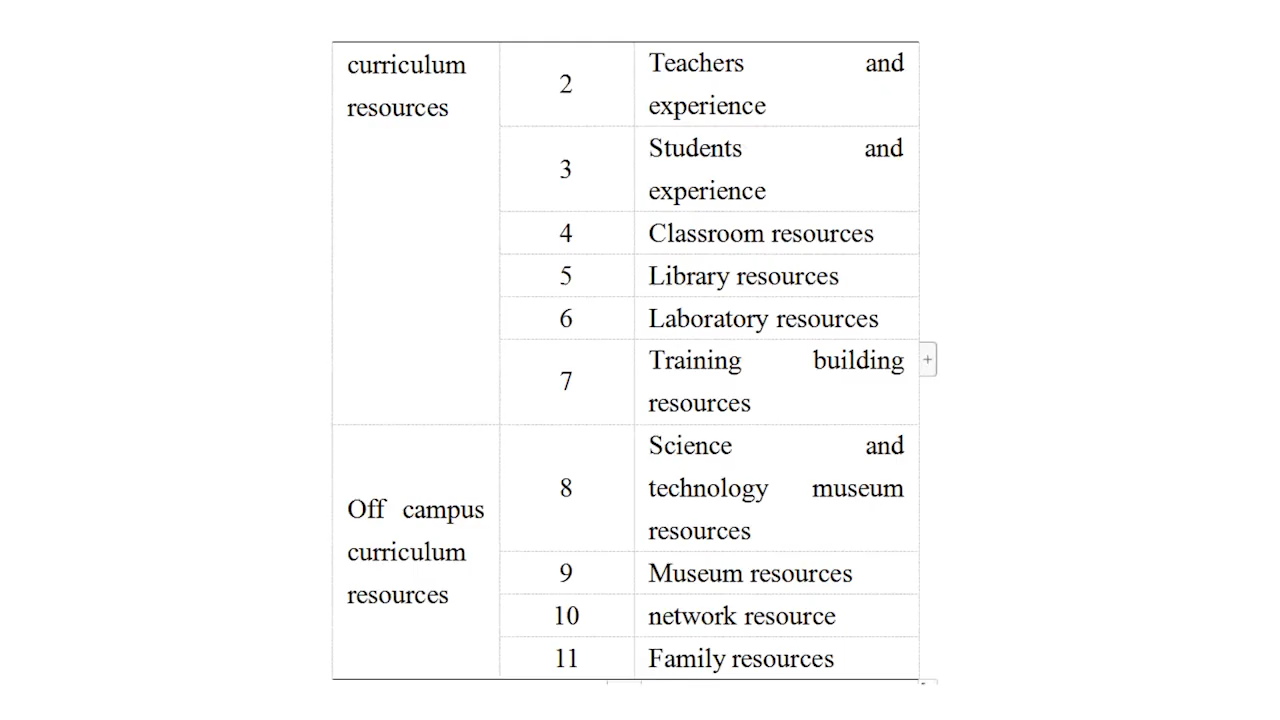 curriculum
resources
2
Teachers and
experience
3
Students and
experience
4
Classroom resources
5
Library resources
6
Laboratory resources
7
Training building
resources
Off campus
curriculum
resources
8
Science and
technology museum
resources
9
Museum resources
10
network resource
11
Family resources